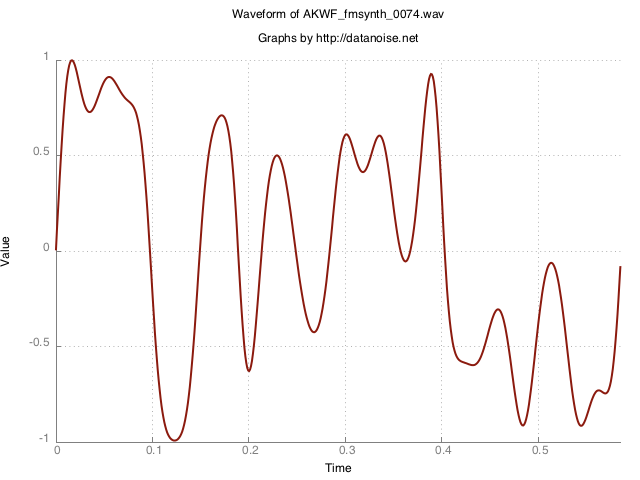 Waveform of AKWF_fmsynth_0074.wav
Graphs by http://datanoise.net
1
0.5
0
-0.5
-1
Value
0 0.1 0.2 0.3 0.4 0.5
Time